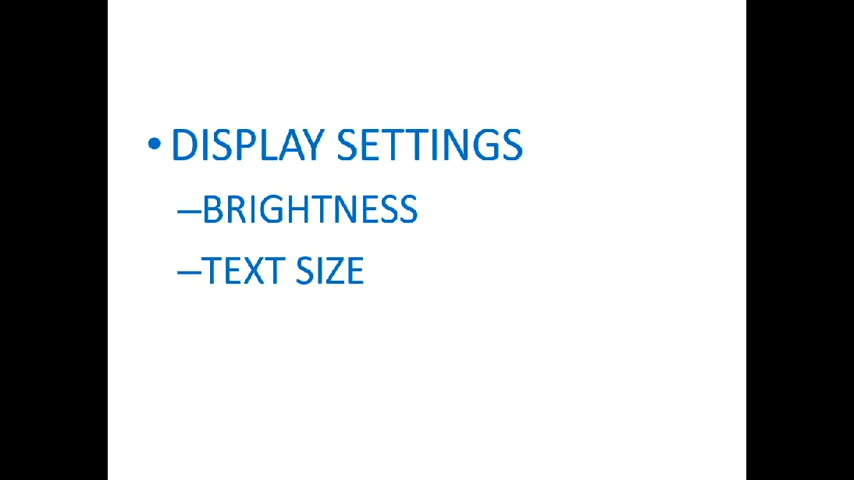 • DISPLAY SETTINGS
–BRIGHTNESS
–TEXT SIZE